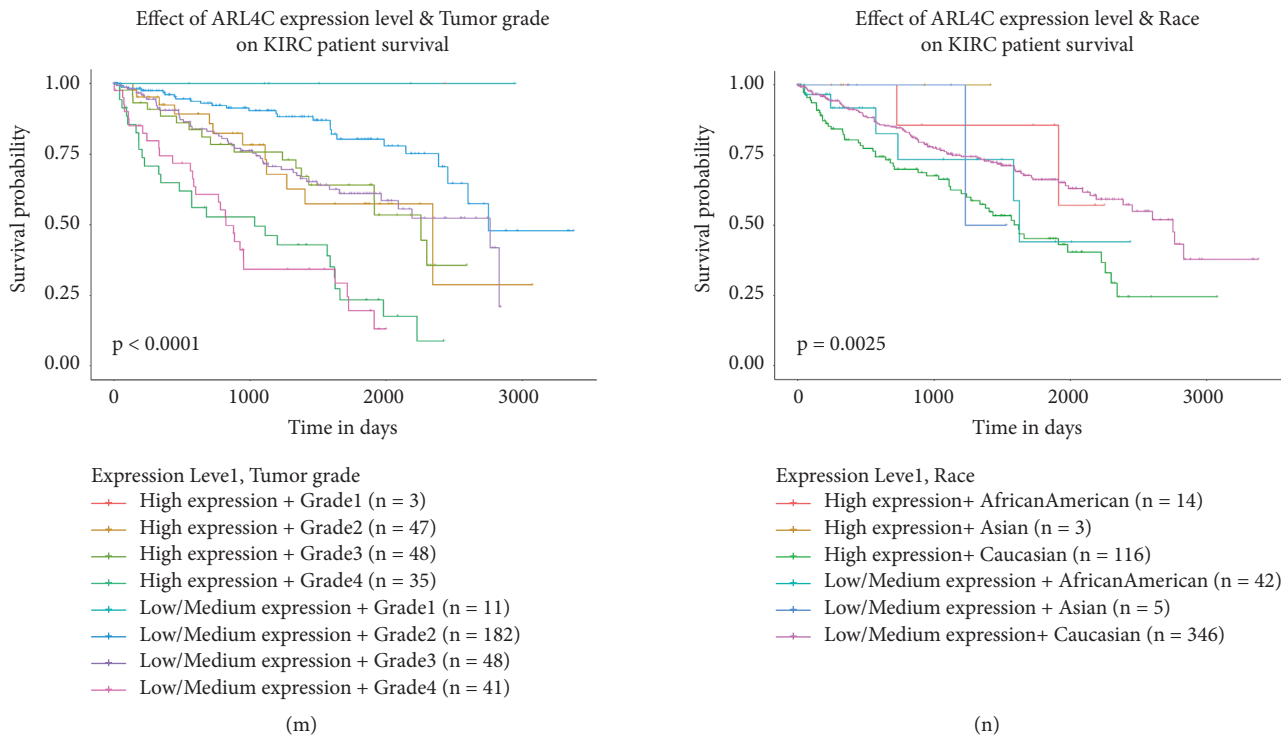 Effect of ARL4C expression level & Tumor grade
on KIRC patient survival
1.00
0.75
0.50
0.25
0.00
Survival probability
p < 0.0001
0 1000 2000 3000
Time in days
Expression Leve1, Tumor grade
High expression + Grade1 (n = 3)
High expression + Grade2 (n = 47)
High expression + Grade3 (n = 48)
High expression + Grade4 (n = 35)
Low/Medium expression + Grade1 (n = 11)
Low/Medium expression + Grade2 (n = 182)
Low/Medium expression + Grade3 (n = 48)
Low/Medium expression + Grade4 (n = 41)
(m)
Effect of ARL4C expression level & Race
on KIRC patient survival
1.00
0.75
0.50
0.25
0.00
Survival probability
p = 0.0025
0 1000 2000 3000
Time in days
Expression Leve1, Race
High expression+ AfricanAmerican (n = 14)
High expression+ Asian (n = 3)
High expression+ Caucasian (n = 116)
Low/Medium expression + AfricanAmerican (n = 42)
Low/Medium expression + Asian (n = 5)
Low/Medium expression+ Caucasian (n = 346)
(n)